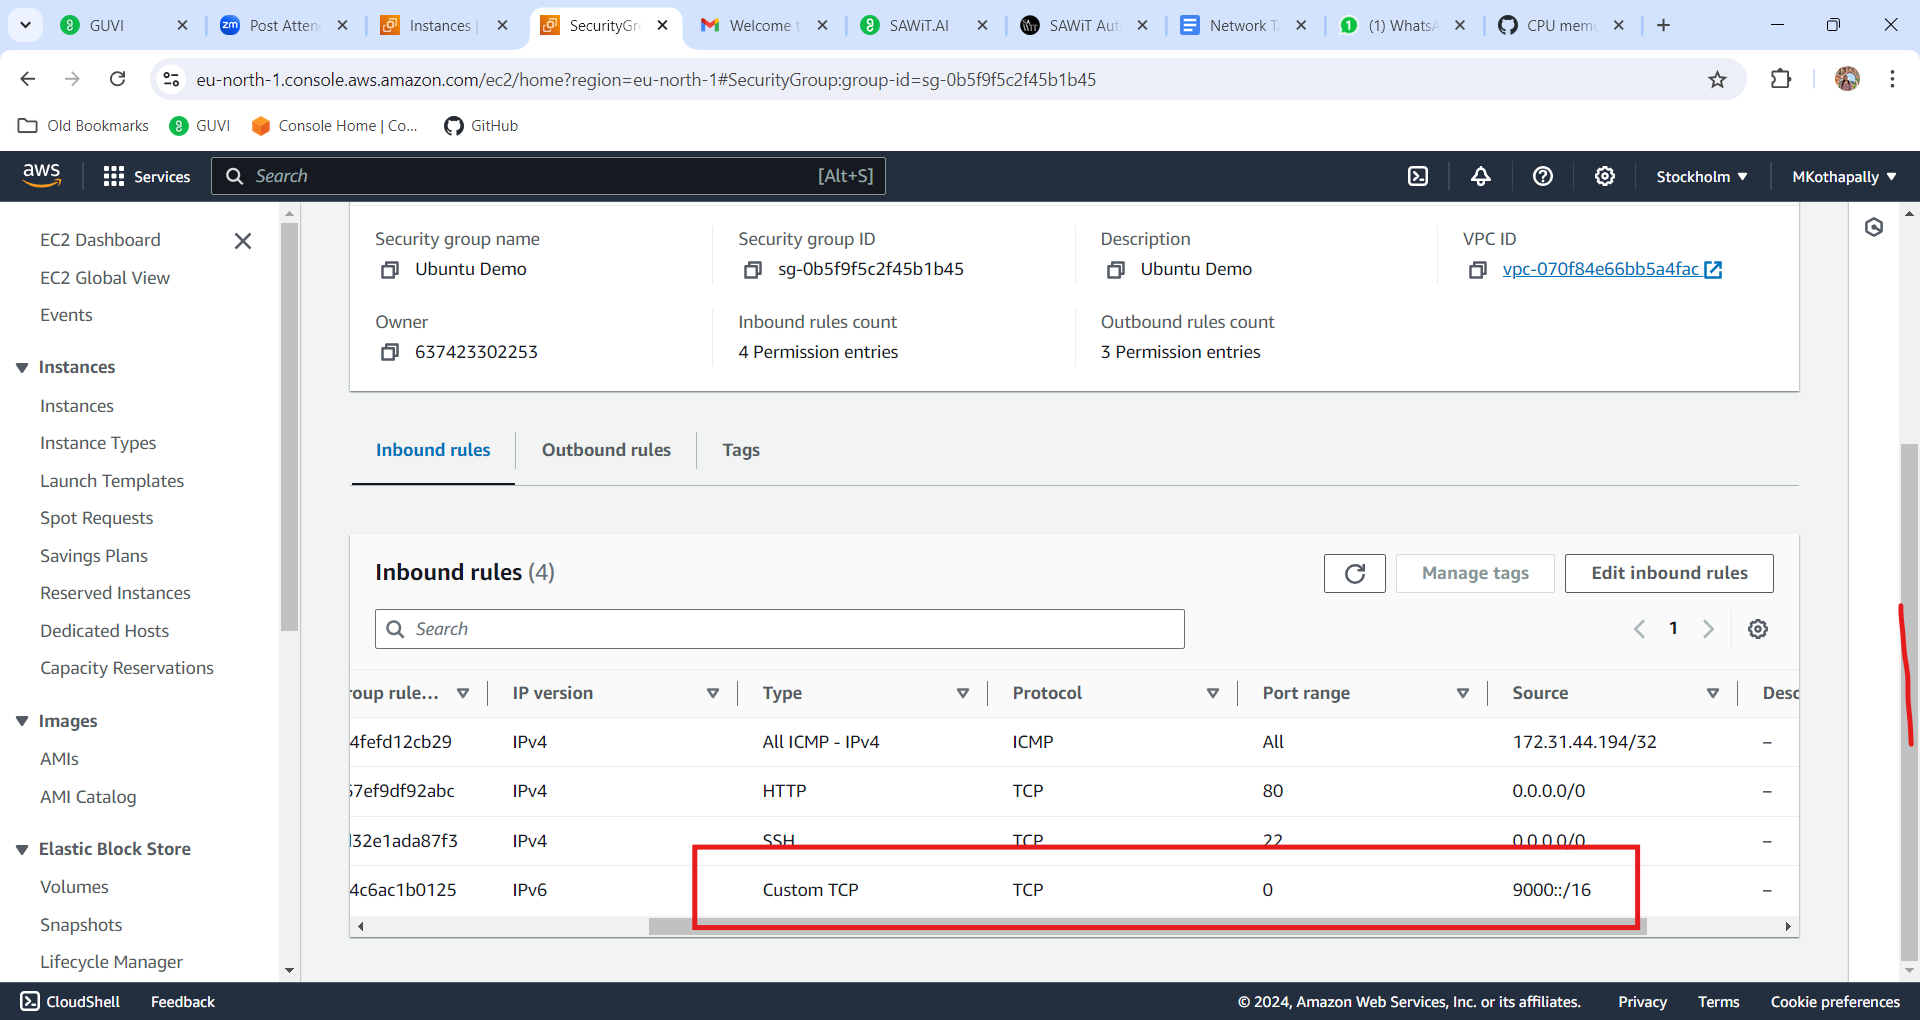 GUVI
Post Atten
Instances |
SecurityGr
Welcome t
SAWiT.AI
SAWiT Aut
Network Ta
(1) WhatsA
CPU mem
eu-north-1.console.aws.amazon.com/ec2/home?region=eu-north-1#SecurityGroup:group-id=sg-0b5f9f5c2f45b1b45
Old Bookmarks
GUVI
Console Home | Co...
GitHub
aws
Services
Search
[Alt+S]
Stockholm
MKothapally
EC2 Dashboard
EC2 Global View
Events
Instances
Instances
Instance Types
Launch Templates
Spot Requests
Savings Plans
Reserved Instances
Dedicated Hosts
Capacity Reservations
Images
AMIs
AMI Catalog
Elastic Block Store
Volumes
Snapshots
Lifecycle Manager
Security group name
Ubuntu Demo
Security group ID
sg-0b5f9f5c2f45b1b45
Description
Ubuntu Demo
VPC ID
vpc-070f84e66bb5a4fac
Owner
637423302253
Inbound rules count
4 Permission entries
Outbound rules count
3 Permission entries
Inbound rules
Outbound rules
Tags
Inbound rules (4)
Manage tags
Edit inbound rules
Search
1
roup rule... IP version Type Protocol Port range Source Desc
4fefd12cb29 IPv4 All ICMP - IPv4 ICMP All 172.31.44.194/32 –
67ef9df92abc IPv4 HTTP TCP 80 0.0.0.0/0 –
d32e1ada87f3 IPv4 SSH TCP 22 0.0.0.0/0 –
4c6ac1b0125 IPv6 Custom TCP TCP 0 9000::/16 –
CloudShell
Feedback
© 2024, Amazon Web Services, Inc. or its affiliates.
Privacy
Terms
Cookie preferences